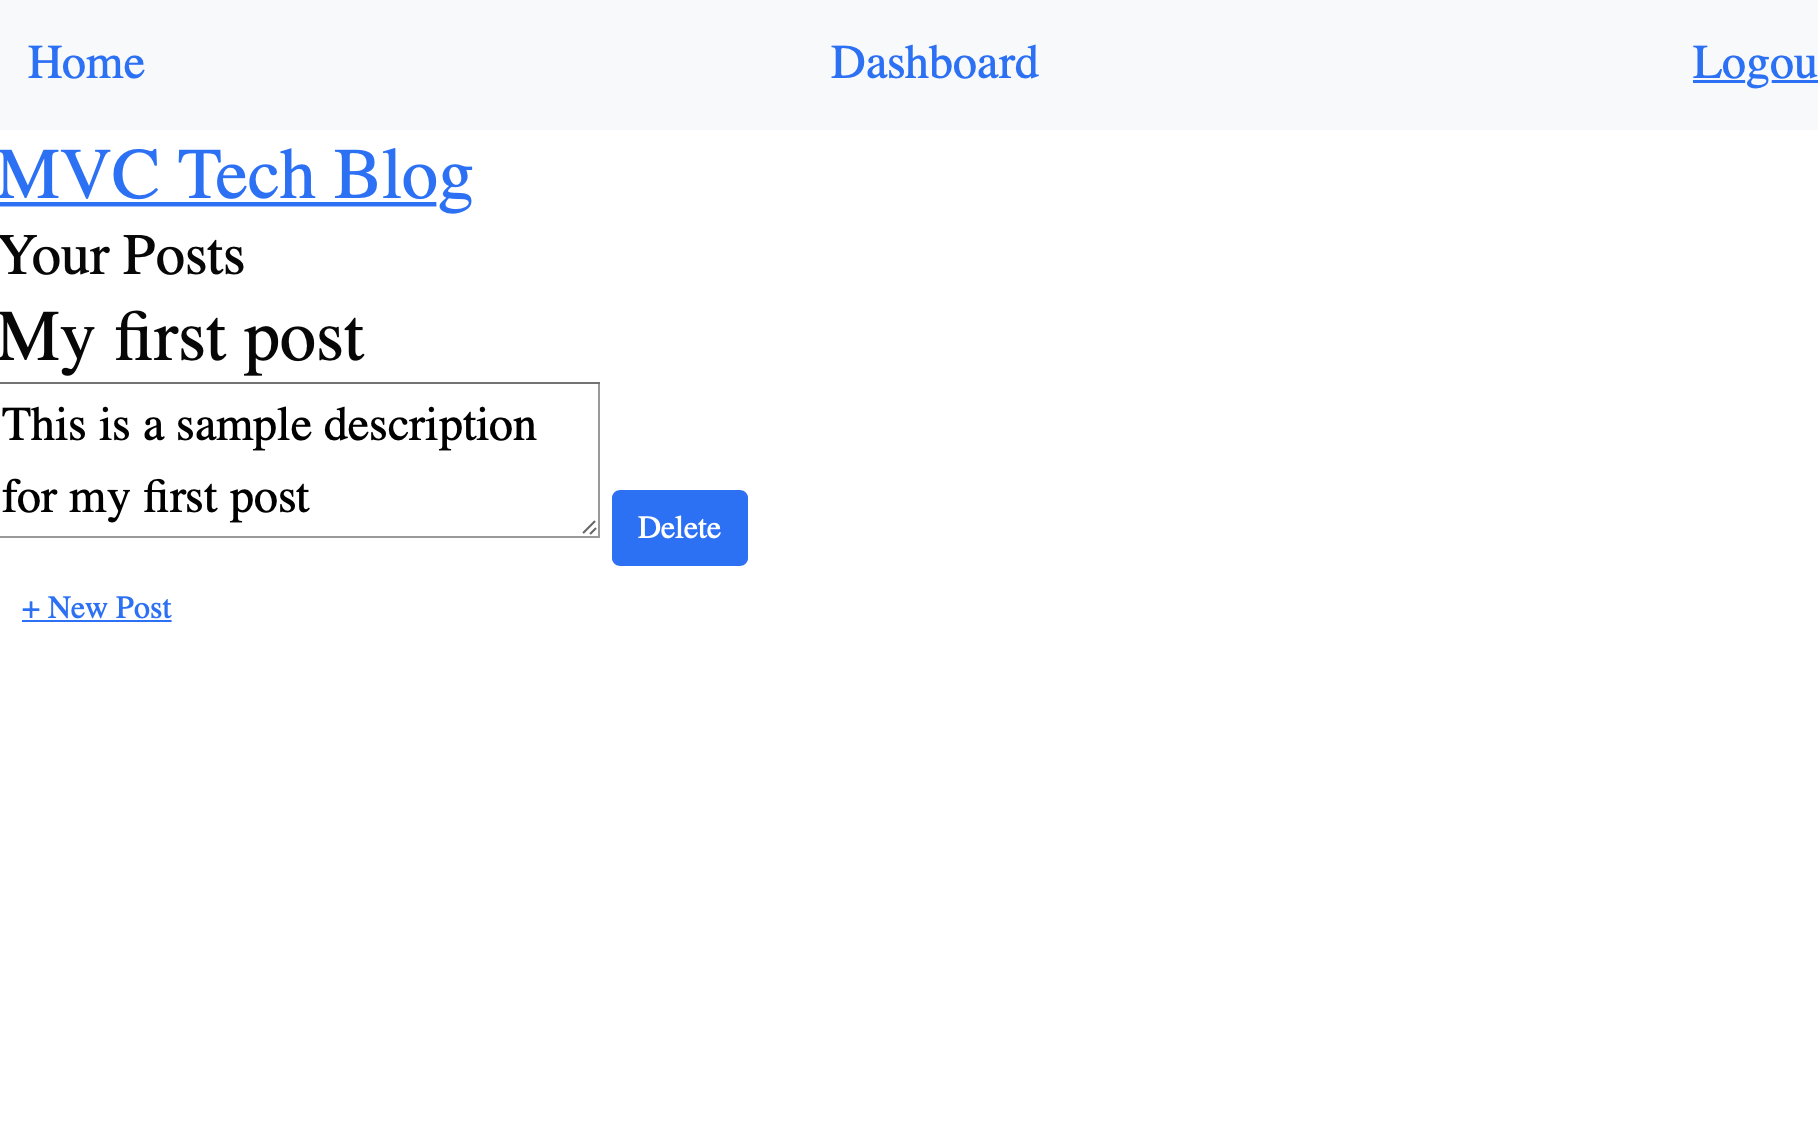 Home Dashboard Logou
MVC Tech Blog
Your Posts
My first post
This is a sample description
for my first post
Delete
+ New Post